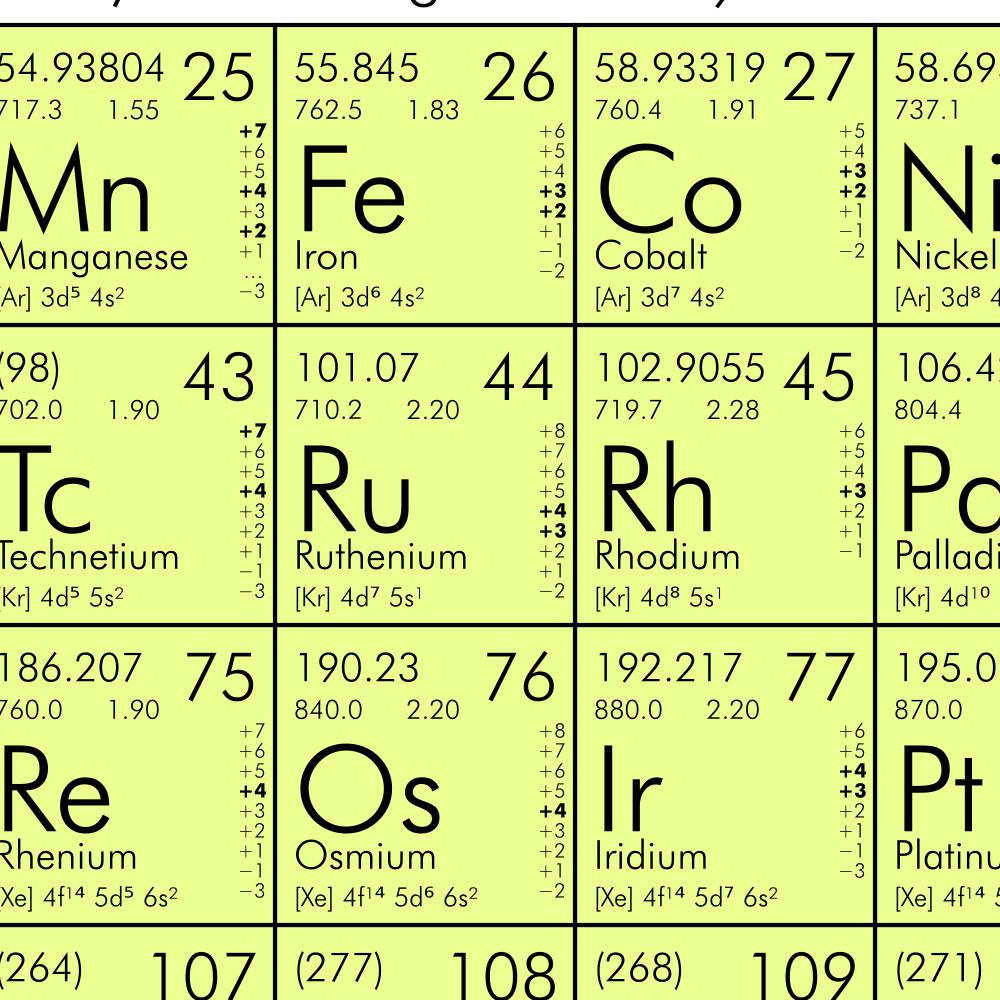 54.93804 25
717.3 1.55
+7
+6
+5
+4
+3
+2
+1
...
−3
Mn
Manganese
[Ar] 3d⁵ 4s²
55.845 26
762.5 1.83
+6
+5
+4
+3
+2
+1
−1
−2
Fe
Iron
[Ar] 3d⁶ 4s²
58.93319 27
760.4 1.91
+5
+4
+3
+2
+1
−1
−2
Co
Cobalt
[Ar] 3d⁷ 4s²
58.69
737.1
Ni
Nickel
[Ar] 3d⁸ 4
(98) 43
702.0 1.90
+7
+6
+5
+4
+3
+2
+1
−1
−3
Tc
Technetium
[Kr] 4d⁵ 5s²
101.07 44
710.2 2.20
+8
+7
+6
+5
+4
+3
+2
+1
−2
Ru
Ruthenium
[Kr] 4d⁷ 5s¹
102.9055 45
719.7 2.28
+6
+5
+4
+3
+2
+1
−1
Rh
Rhodium
[Kr] 4d⁸ 5s¹
106.4
804.4
P
Palladi
[Kr] 4d¹⁰
186.207 75
760.0 1.90
+7
+6
+5
+4
+3
+2
+1
−1
−3
Re
Rhenium
[Xe] 4f¹⁴ 5d⁵ 6s²
190.23 76
840.0 2.20
+8
+7
+6
+5
+4
+3
+2
+1
−2
Os
Osmium
[Xe] 4f¹⁴ 5d⁶ 6s²
192.217 77
880.0 2.20
+6
+5
+4
+3
+2
+1
−1
−3
Ir
Iridium
[Xe] 4f¹⁴ 5d⁷ 6s²
195.0
870.0
Pt
Platinu
[Xe] 4f¹⁴
(264) 107
(277) 108
(268) 109
(271)